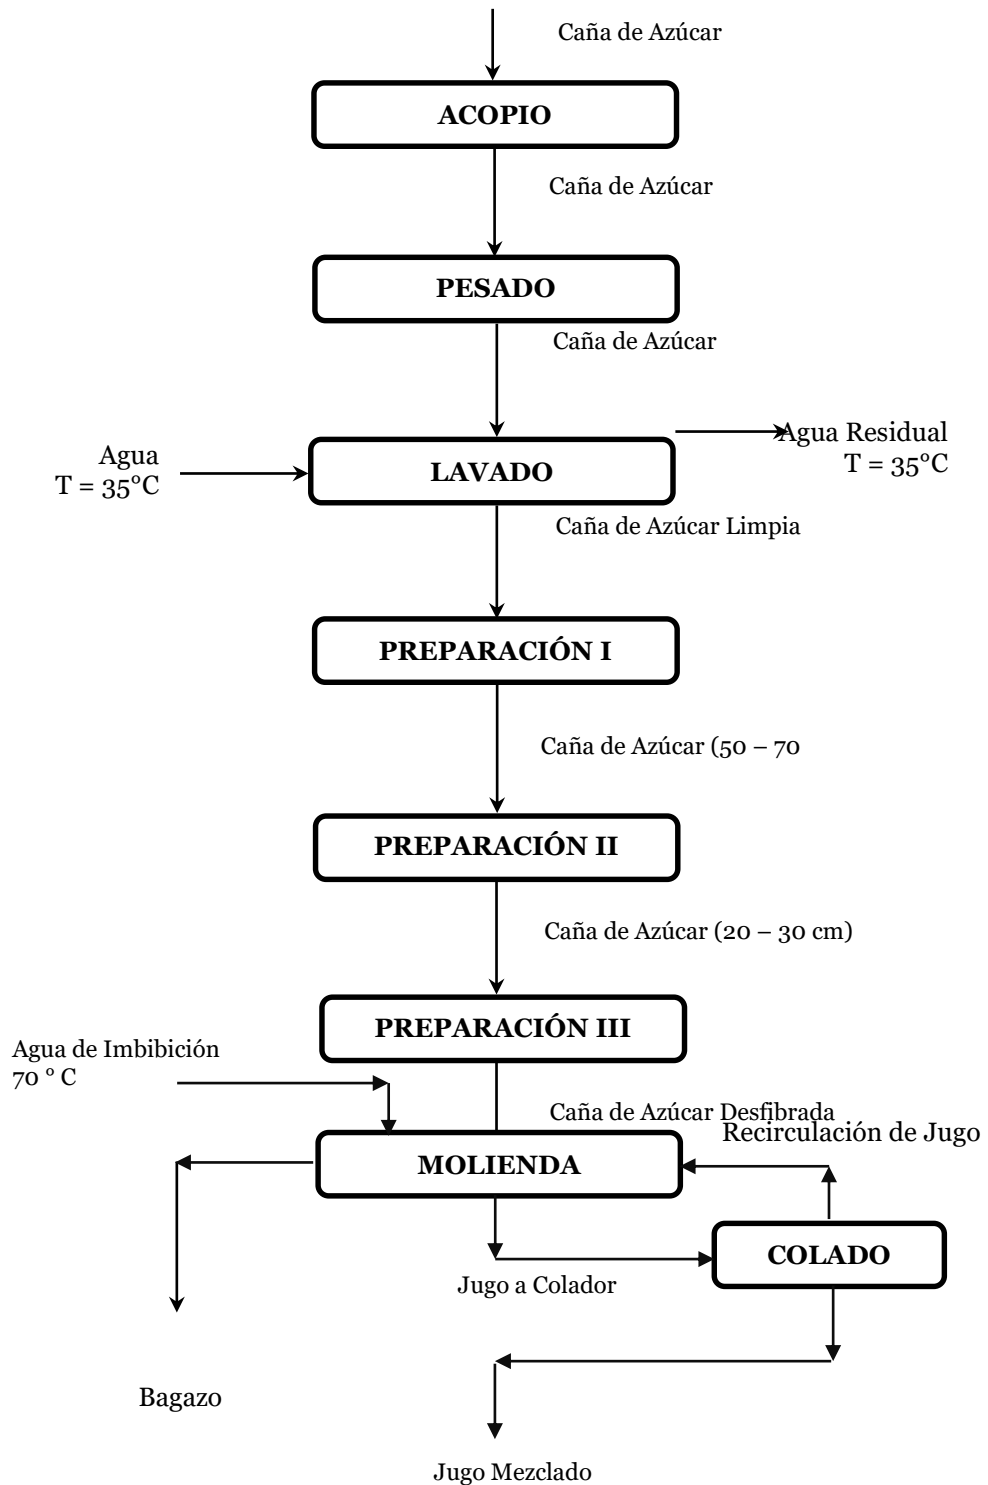 Caña de Azúcar
ACOPIO
Caña de Azúcar
PESADO
Caña de Azúcar
Agua
T = 35°C
LAVADO
Agua Residual
T = 35°C
Caña de Azúcar Limpia
PREPARACIÓN I
Caña de Azúcar (50 – 70
PREPARACIÓN II
Caña de Azúcar (20 – 30 cm)
PREPARACIÓN III
Agua de Imbibición
70 ° C
Caña de Azúcar Desfibrada
Recirculación de Jugo
MOLIENDA
COLADO
Jugo a Colador
Bagazo
Jugo Mezclado